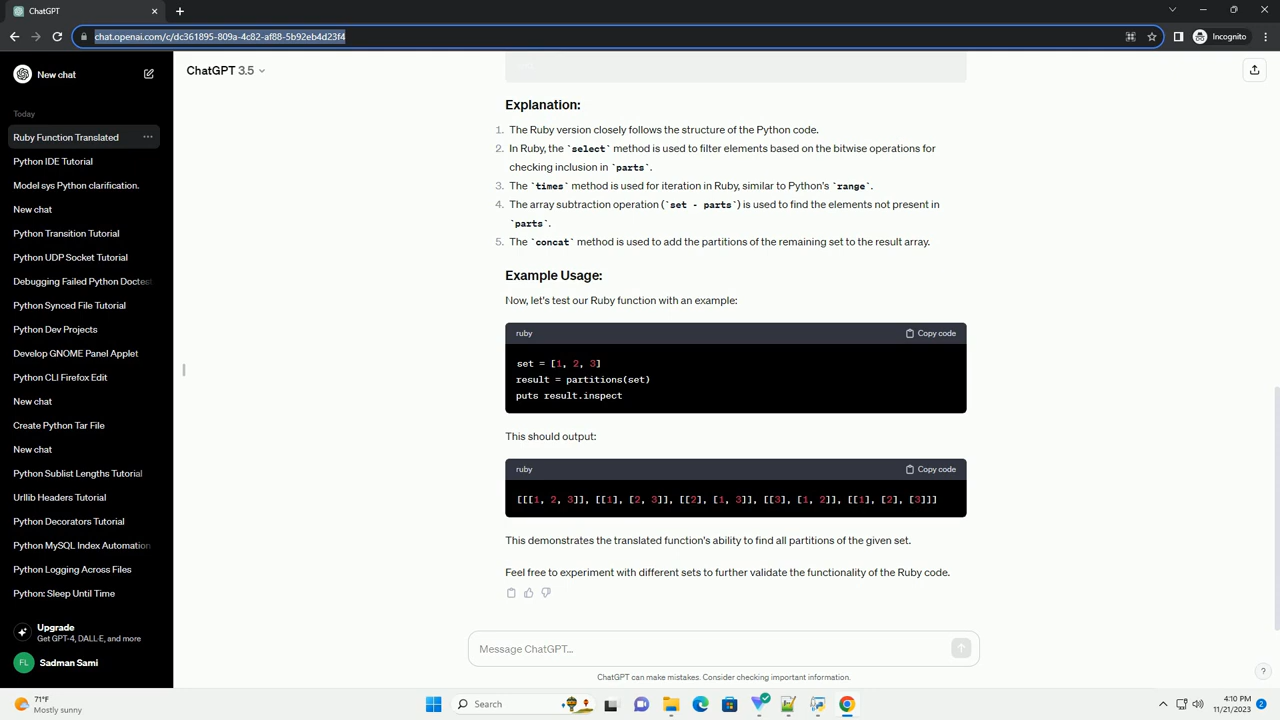 ChatGPT
chat.openai.com/c/dc361895-809a-4c82-af88-5b92eb4d23f4
Incognito
New chat
Today
Ruby Function Translated
Python IDE Tutorial
Model sys Python clarification.
New chat
Python Transition Tutorial
Python UDP Socket Tutorial
Debugging Failed Python Doctest
Python Synced File Tutorial
Python Dev Projects
Develop GNOME Panel Applet
Python CLI Firefox Edit
New chat
Create Python Tar File
New chat
Python Sublist Lengths Tutorial
Urllib Headers Tutorial
Python Decorators Tutorial
Python MySQL Index Automation
Python Logging Across Files
Python: Sleep Until Time
Upgrade
Get GPT-4, DALL·E, and more
FL
Sadman Sami
ChatGPT 3.5
Explanation:
1. The Ruby version closely follows the structure of the Python code.
2. In Ruby, the `select` method is used to filter elements based on the bitwise operations for
checking inclusion in `parts`.
3. The `times` method is used for iteration in Ruby, similar to Python's `range`.
4. The array subtraction operation (`set - parts`) is used to find the elements not present in
`parts`.
5. The `concat` method is used to add the partitions of the remaining set to the result array.
Example Usage:
Now, let's test our Ruby function with an example:
ruby
Copy code
set = [1, 2, 3]
result = partitions(set)
puts result.inspect
This should output:
ruby
Copy code
[[[1, 2, 3]], [[1], [2, 3]], [[2], [1, 3]], [[3], [1, 2]], [[1], [2], [3]]]
This demonstrates the translated function's ability to find all partitions of the given set.
Feel free to experiment with different sets to further validate the functionality of the Ruby code.
Message ChatGPT...
ChatGPT can make mistakes. Consider checking important information.
?
71°F
Mostly sunny
Search
4:10 PM
11/21/2023
2